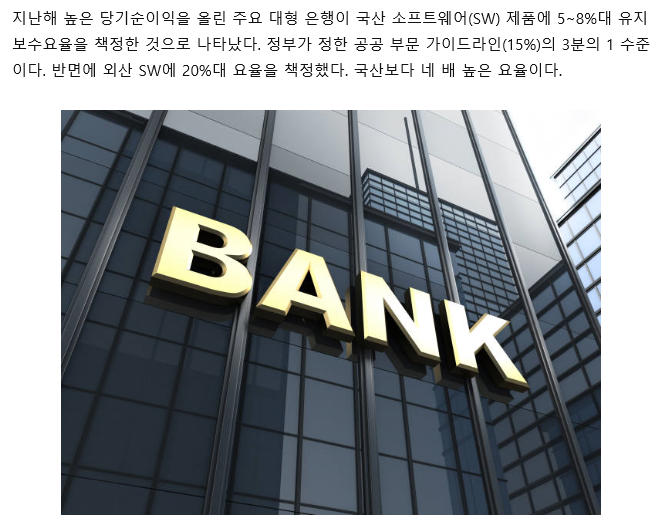 지난해 높은 당기순이익을 올린 주요 대형 은행이 국산 소프트웨어(SW) 제품에 5~8%대 유지
보수요율을 책정한 것으로 나타났다. 정부가 정한 공공 부문 가이드라인(15%)의 3분의 1 수준
이다. 반면에 외산 SW에 20%대 요율을 책정했다. 국산보다 네 배 높은 요율이다.
BANK